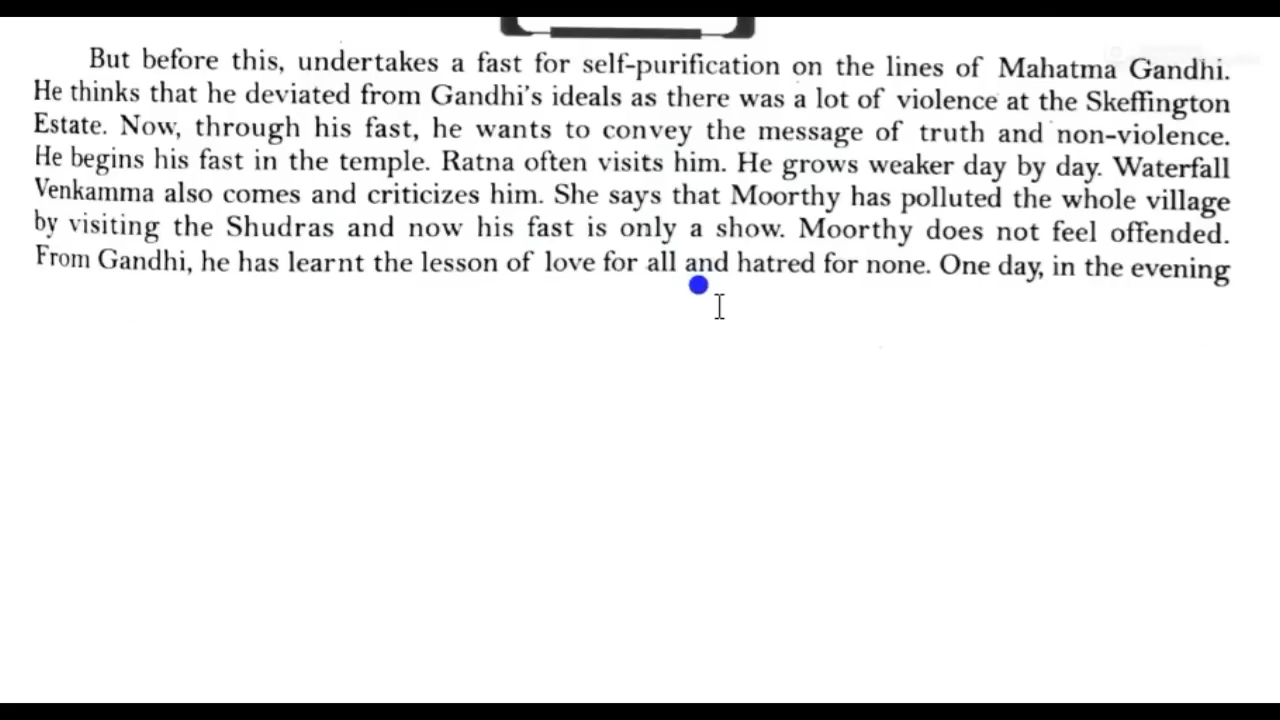 But before this, undertakes a fast for self-purification on the lines of Mahatma Gandhi.
He thinks that he deviated from Gandhi's ideals as there was a lot of violence at the Skeffington
Estate. Now, through his fast, he wants to convey the message of truth and non-violence.
He begins his fast in the temple. Ratna often visits him. He grows weaker day by day. Waterfall
Venkamma also comes and criticizes him. She says that Moorthy has polluted the whole village
by visiting the Shudras and now his fast is only a show. Moorthy does not feel offended.
From Gandhi, he has learnt the lesson of love for all and hatred for none. One day, in the evening